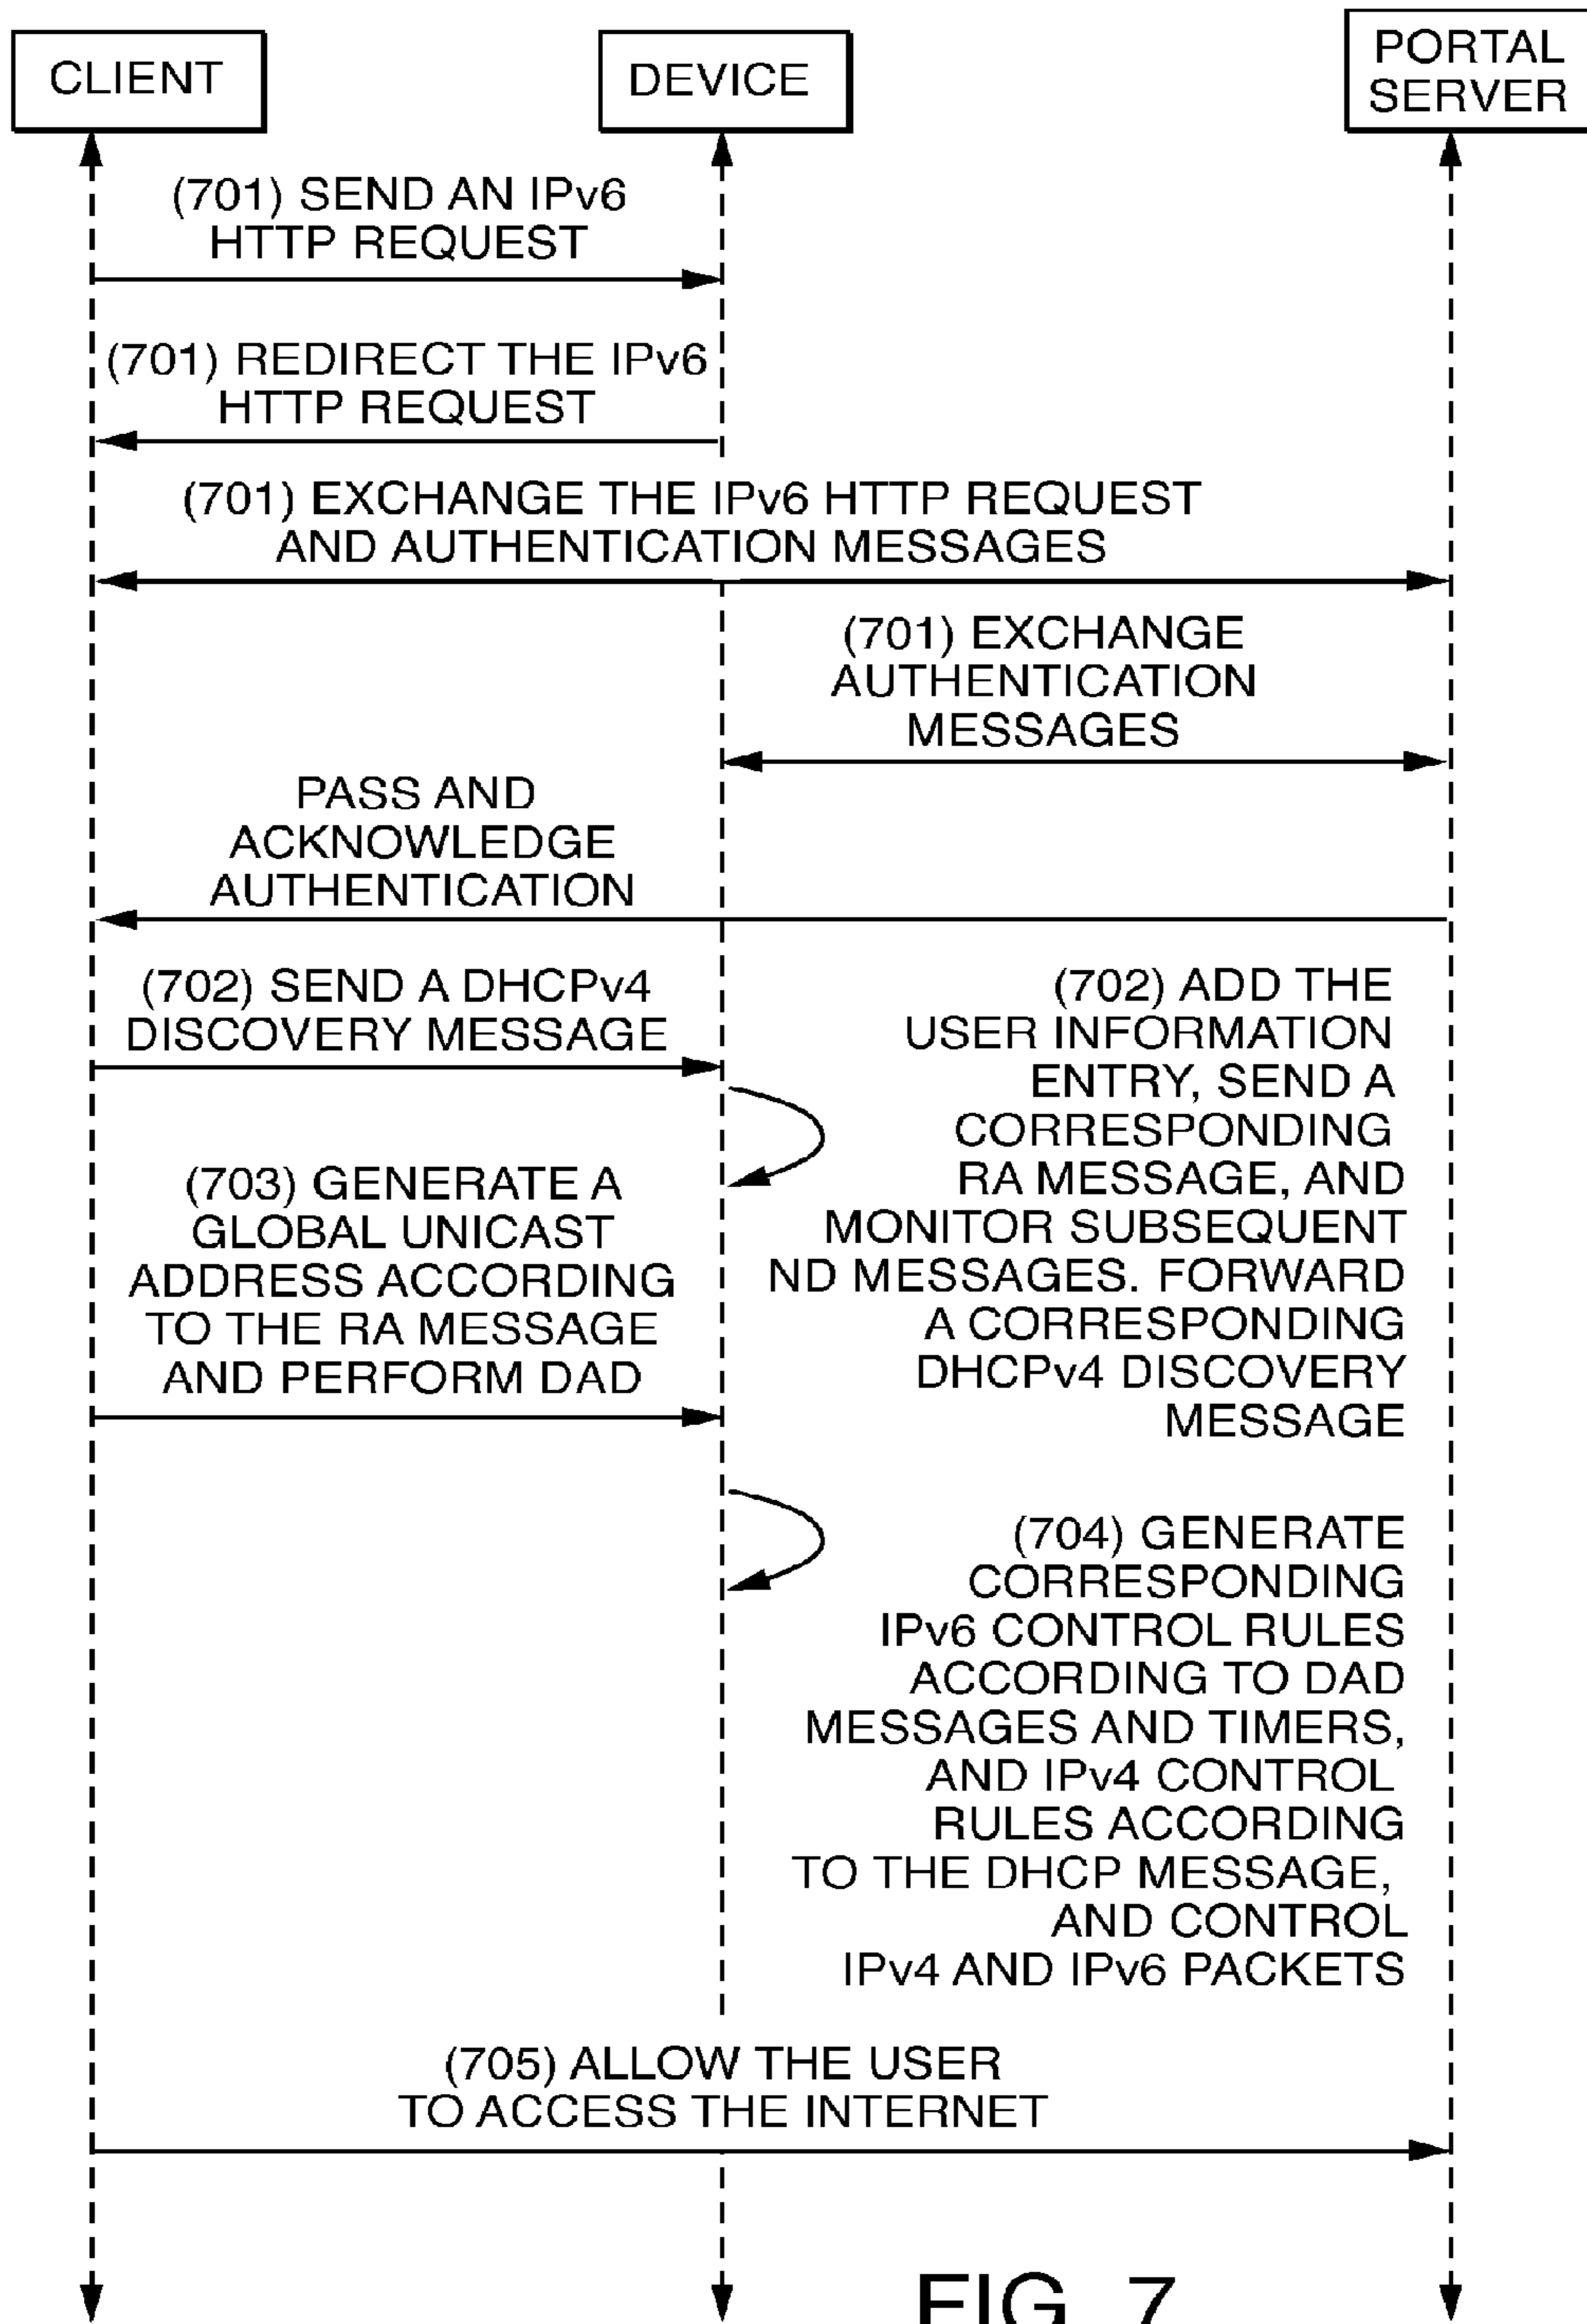 CLIENT
DEVICE
PORTAL
SERVER
(701) SEND AN IPv6
HTTP REQUEST
(701) REDIRECT THE IPv6
HTTP REQUEST
(701) EXCHANGE THE IPv6 HTTP REQUEST
AND AUTHENTICATION MESSAGES
(701) EXCHANGE
AUTHENTICATION
MESSAGES
PASS AND
ACKNOWLEDGE
AUTHENTICATION
(702) SEND A DHCPv4
DISCOVERY MESSAGE
(702) ADD THE
USER INFORMATION
ENTRY, SEND A
CORRESPONDING
RA MESSAGE, AND
MONITOR SUBSEQUENT
ND MESSAGES. FORWARD
A CORRESPONDING
DHCPv4 DISCOVERY
MESSAGE
(703) GENERATE A
GLOBAL UNICAST
ADDRESS ACCORDING
TO THE RA MESSAGE
AND PERFORM DAD
(704) GENERATE
CORRESPONDING
IPv6 CONTROL RULES
ACCORDING TO DAD
MESSAGES AND TIMERS,
AND IPv4 CONTROL
RULES ACCORDING
TO THE DHCP MESSAGE,
AND CONTROL
IPv4 AND IPv6 PACKETS
(705) ALLOW THE USER
TO ACCESS THE INTERNET
FIG. 7